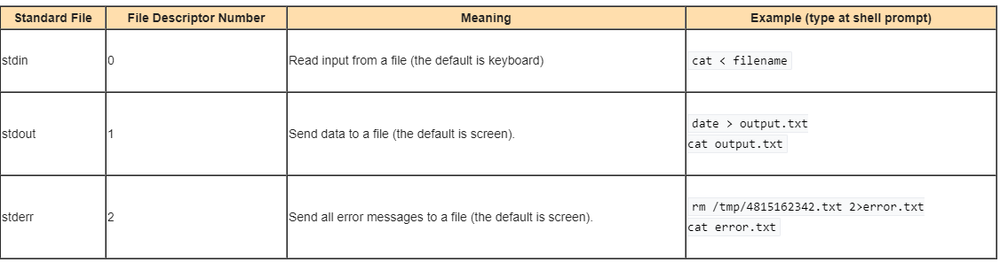 Standard File File Descriptor Number Meaning Example (type at shell prompt)
stdin 0 Read input from a file (the default is keyboard) cat < filename
stdout 1 Send data to a file (the default is screen). date > output.txt
cat output.txt
stderr 2 Send all error messages to a file (the default is screen). rm /tmp/4815162342.txt 2>error.txt
cat error.txt